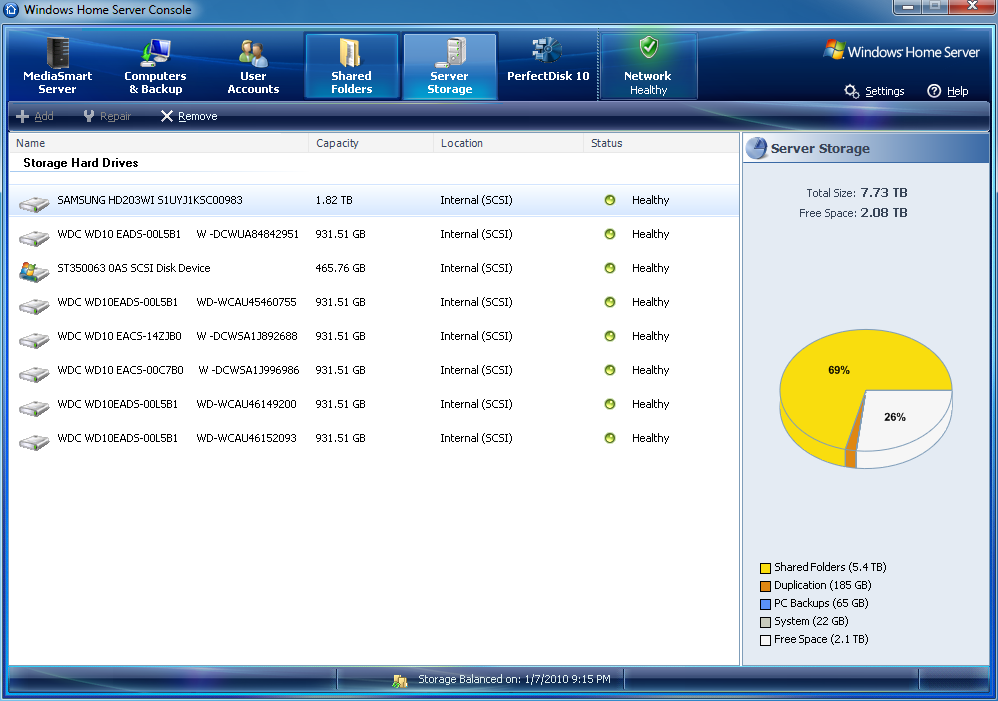 Windows Home Server Console
MediaSmart Server
Computers & Backup
User Accounts
Shared Folders
Server Storage
PerfectDisk 10
Network
Healthy
Windows Home Server
Settings
Help
Add
Repair
Remove
Name Capacity Location Status
Storage Hard Drives
SAMSUNG HD203WI S1UYJ1KSC00983 1.82 TB Internal (SCSI) Healthy
WDC WD10 EADS-00L5B1 W -DCWUA84842951 931.51 GB Internal (SCSI) Healthy
ST350063 0AS SCSI Disk Device 465.76 GB Internal (SCSI) Healthy
WDC WD10EADS-00L5B1 WD-WCAU45460755 931.51 GB Internal (SCSI) Healthy
WDC WD10 EACS-14ZJB0 W -DCWSA1J892688 931.51 GB Internal (SCSI) Healthy
WDC WD10 EACS-00C7B0 W -DCWSA1J996986 931.51 GB Internal (SCSI) Healthy
WDC WD10EADS-00L5B1 WD-WCAU46149200 931.51 GB Internal (SCSI) Healthy
WDC WD10EADS-00L5B1 WD-WCAU46152093 931.51 GB Internal (SCSI) Healthy
Server Storage
Total Size: 7.73 TB
Free Space: 2.08 TB
69%
26%
Shared Folders (5.4 TB)
Duplication (185 GB)
PC Backups (65 GB)
System (22 GB)
Free Space (2.1 TB)
Storage Balanced on: 1/7/2010 9:15 PM